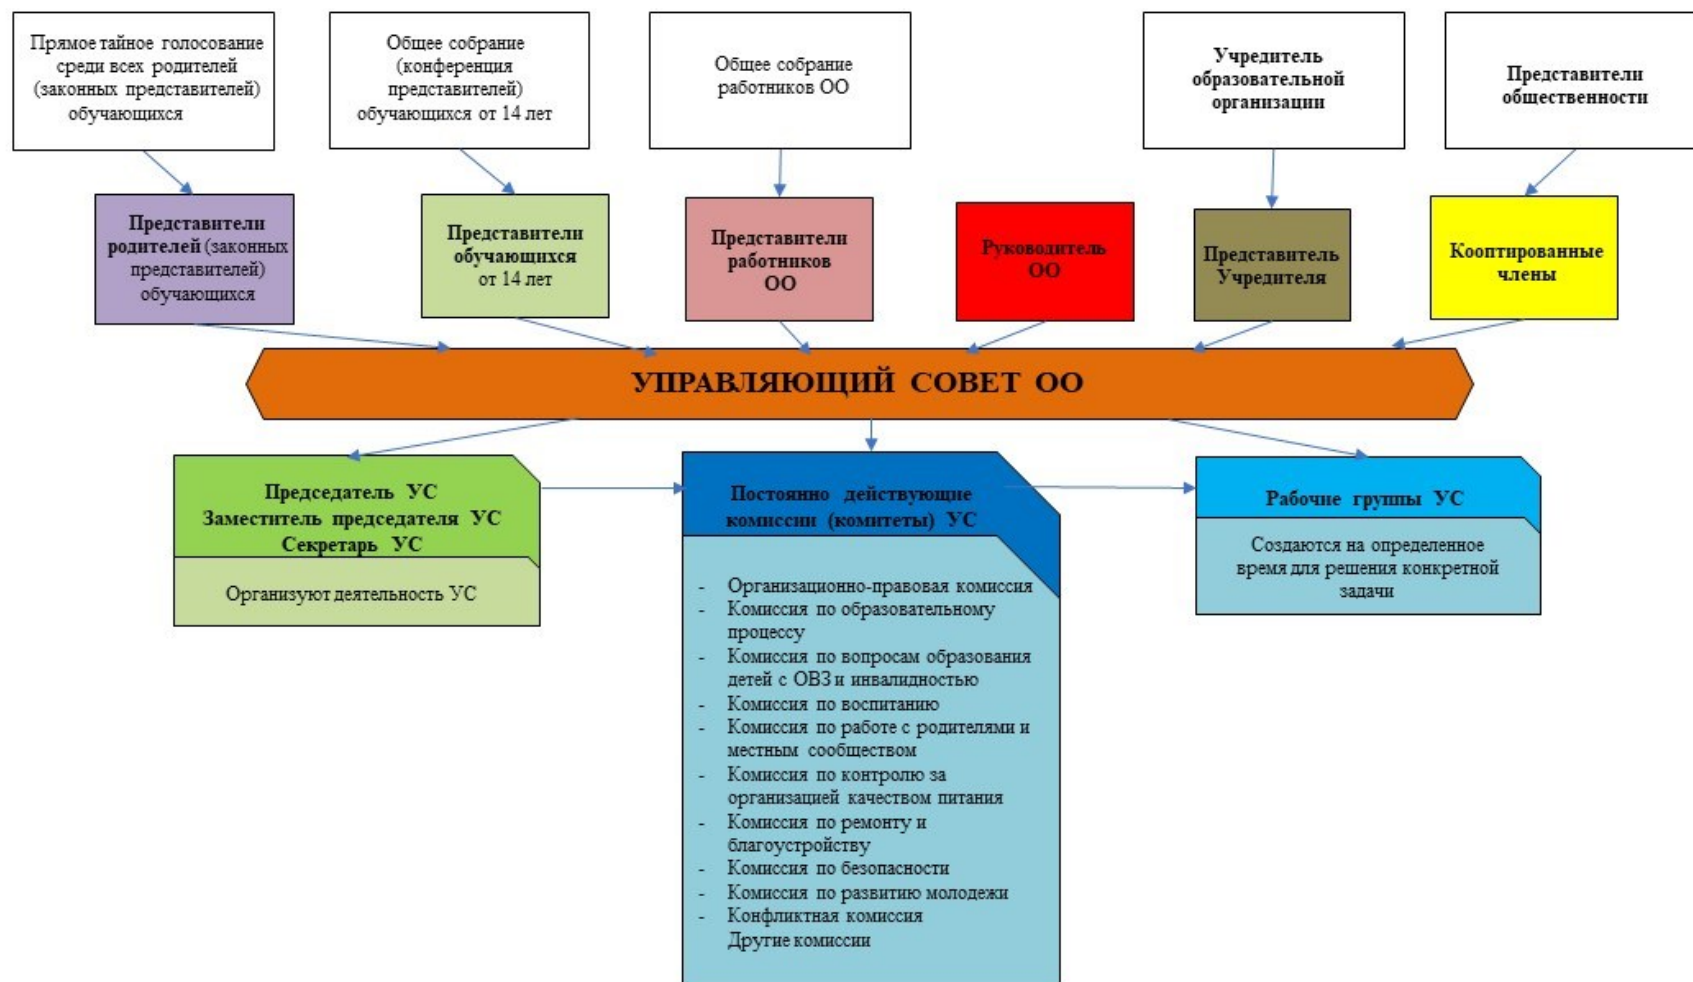 Прямое тайное голосование
среди всех родителей
(законных представителей)
обучающихся
Общее собрание
(конференция
представителей)
обучающихся от 14 лет
Общее собрание
работников ОО
Учредитель
образовательной
организации
Представители
общественности
Представители
родителей (законных
представителей)
обучающихся
Представители
обучающихся
от 14 лет
Представители
работников
ОО
Руководитель
ОО
Представитель
Учредителя
Кооптированные
члены
УПРАВЛЯЮЩИЙ СОВЕТ ОО
Председатель УС
Заместитель председателя УС
Секретарь УС
Организуют деятельность УС
Постоянно действующие
комиссии (комитеты) УС
- Организационно-правовая комиссия
- Комиссия по образовательному
процессу
- Комиссия по вопросам образования
детей с ОВЗ и инвалидностью
- Комиссия по воспитанию
- Комиссия по работе с родителями и
местным сообществом
- Комиссия по контролю за
организацией качеством питания
- Комиссия по ремонту и
благоустройству
- Комиссия по безопасности
- Комиссия по развитию молодежи
- Конфликтная комиссия
Другие комиссии
Рабочие группы УС
Создаются на определенное
время для решения конкретной
задачи